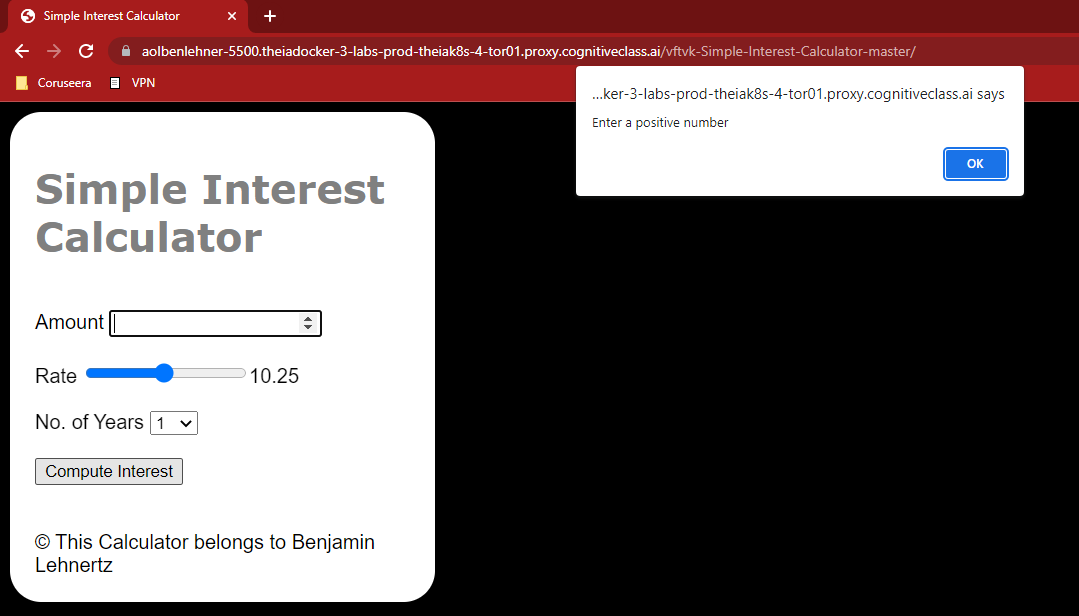 Simple Interest Calculator
aolbenlehner-5500.theiadocker-3-labs-prod-theiak8s-4-tor01.proxy.cognitiveclass.ai/vftvk-Simple-Interest-Calculator-master/
Coruseera VPN
...ker-3-labs-prod-theiak8s-4-tor01.proxy.cognitiveclass.ai says
Enter a positive number
OK
Simple Interest
Calculator
Amount
Rate 10.25
No. of Years 1
Compute Interest
© This Calculator belongs to Benjamin
Lehnertz